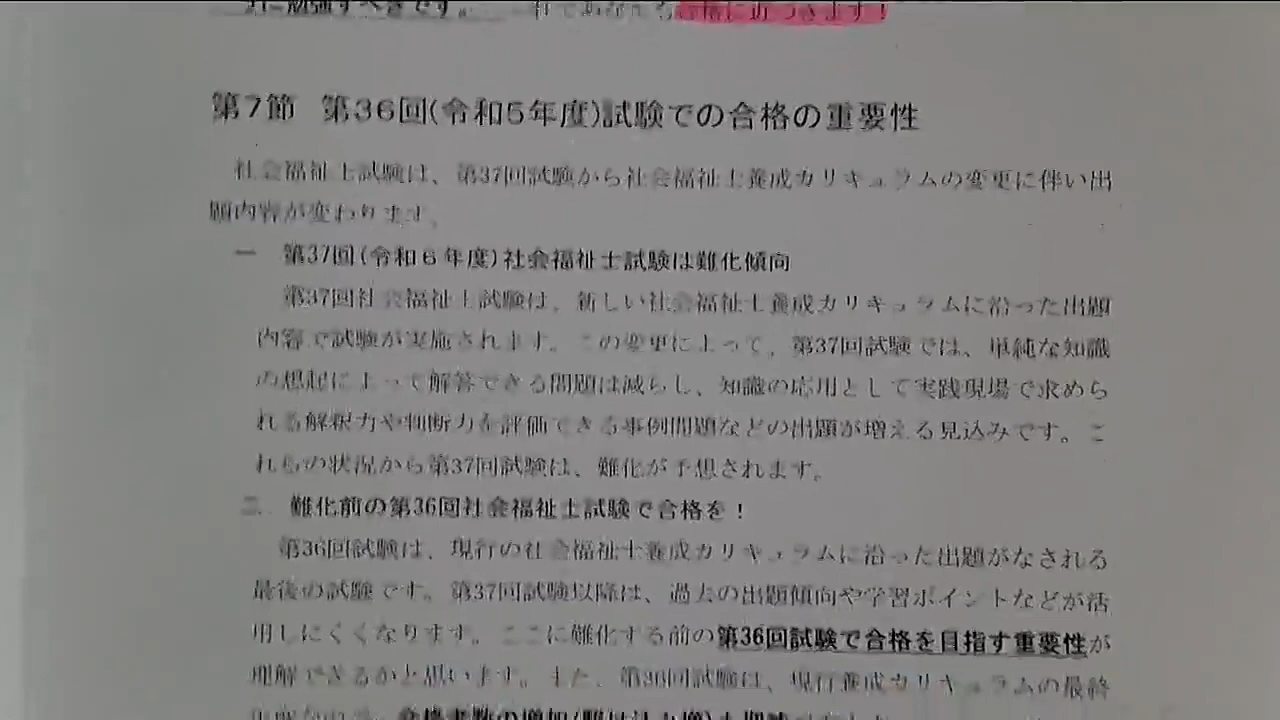 に勉強すべきです。 合格に近づきます！
第7節 第36回(令和5年度)試験での合格の重要性
社会福祉士試験は、第37回試験から社会福祉士養成カリキュラムの変更に伴い出
題内容が変わります。
一 第37回(令和6年度)社会福祉士試験は難化傾向
第37回社会福祉士試験は、新しい社会福祉士養成カリキュラムに沿った出題
内容で試験が実施されます。この変更によって、第37回試験では、単純な知識
の想起によって解答できる問題は減らし、知識の応用として実践現場で求めら
れる解釈力や判断力を評価できる事例問題などの出題が増える見込みです。こ
れらの状況から第37回試験は、難化が予想されます。
二 難化前の第36回社会福祉士試験で合格を！
第36回試験は、現行の社会福祉士養成カリキュラムに沿った出題がなされる
最後の試験です。第37回試験以降は、過去の出題傾向や学習ポイントなどが活
用しにくくなります。ここに難化する前の第36回試験で合格を目指す重要性が
理解できるかと思います。また、第36回試験は、現行養成カリキュラムの最終